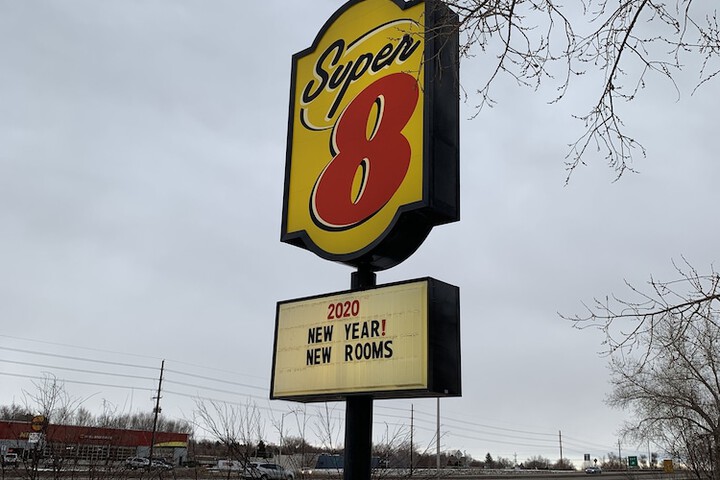 Super
8
2020
NEW YEAR!
NEW ROOMS